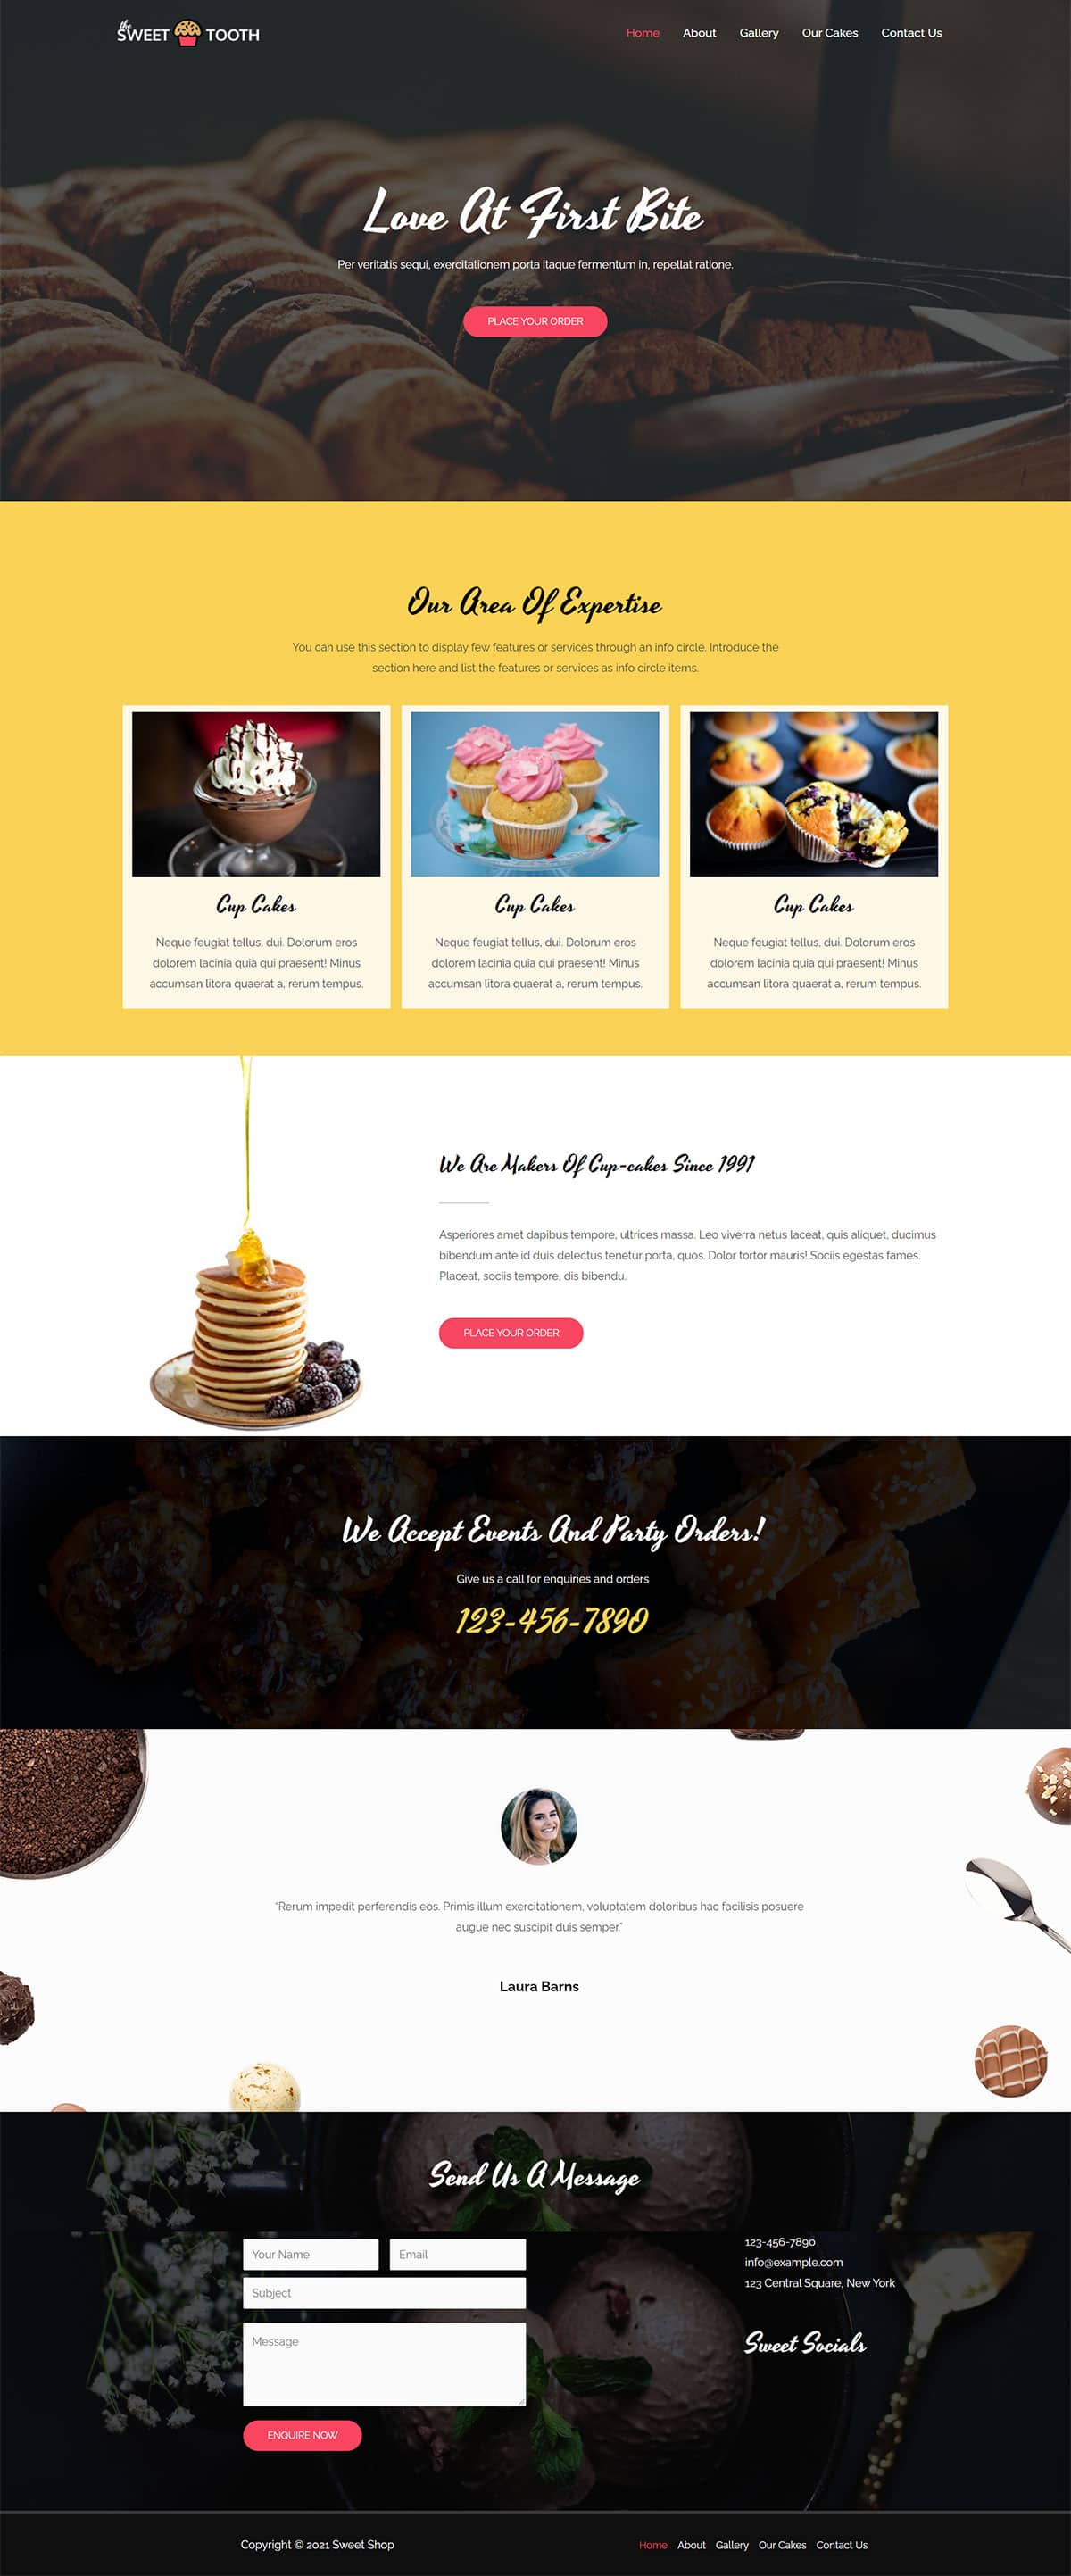 the
SWEET TOOTH
Home About Gallery Our Cakes Contact Us
Love At First Bite
Per veritatis sequi, exercitationem porta itaque fermentum in, repellat ratione.
PLACE YOUR ORDER
Our Area Of Expertise
You can use this section to display few features or services through an info circle. Introduce the
section here and list the features or services as info circle items.
Cup Cakes
Neque feugiat tellus, dui. Dolorum eros
dolorem lacinia quia qui praesent! Minus
accumsan litora quaerat a, rerum tempus.
Cup Cakes
Neque feugiat tellus, dui. Dolorum eros
dolorem lacinia quia qui praesent! Minus
accumsan litora quaerat a, rerum tempus.
Cup Cakes
Neque feugiat tellus, dui. Dolorum eros
dolorem lacinia quia qui praesent! Minus
accumsan litora quaerat a, rerum tempus.
We Are Makers Of Cup-cakes Since 1991
Asperiores amet dapibus tempore, ultrices massa. Leo viverra netus laceat, quis aliquet, ducimus
bibendum ante id duis delectus tenetur porta, quos. Dolor tortor mauris! Sociis egestas fames.
Placeat, sociis tempore, dis bibendu.
PLACE YOUR ORDER
We Accept Events And Party Orders!
Give us a call for enquiries and orders
123-456-7890
“Rerum impedit perferendis eos. Primis illum exercitationem, voluptatem doloribus hac facilisis posuere
augue nec suscipit duis semper.”
Laura Barns
Send Us A Message
Your Name
Email
Subject
Message
ENQUIRE NOW
123-456-7890
info@example.com
123 Central Square, New York
Sweet Socials
Copyright © 2021 Sweet Shop
Home About Gallery Our Cakes Contact Us